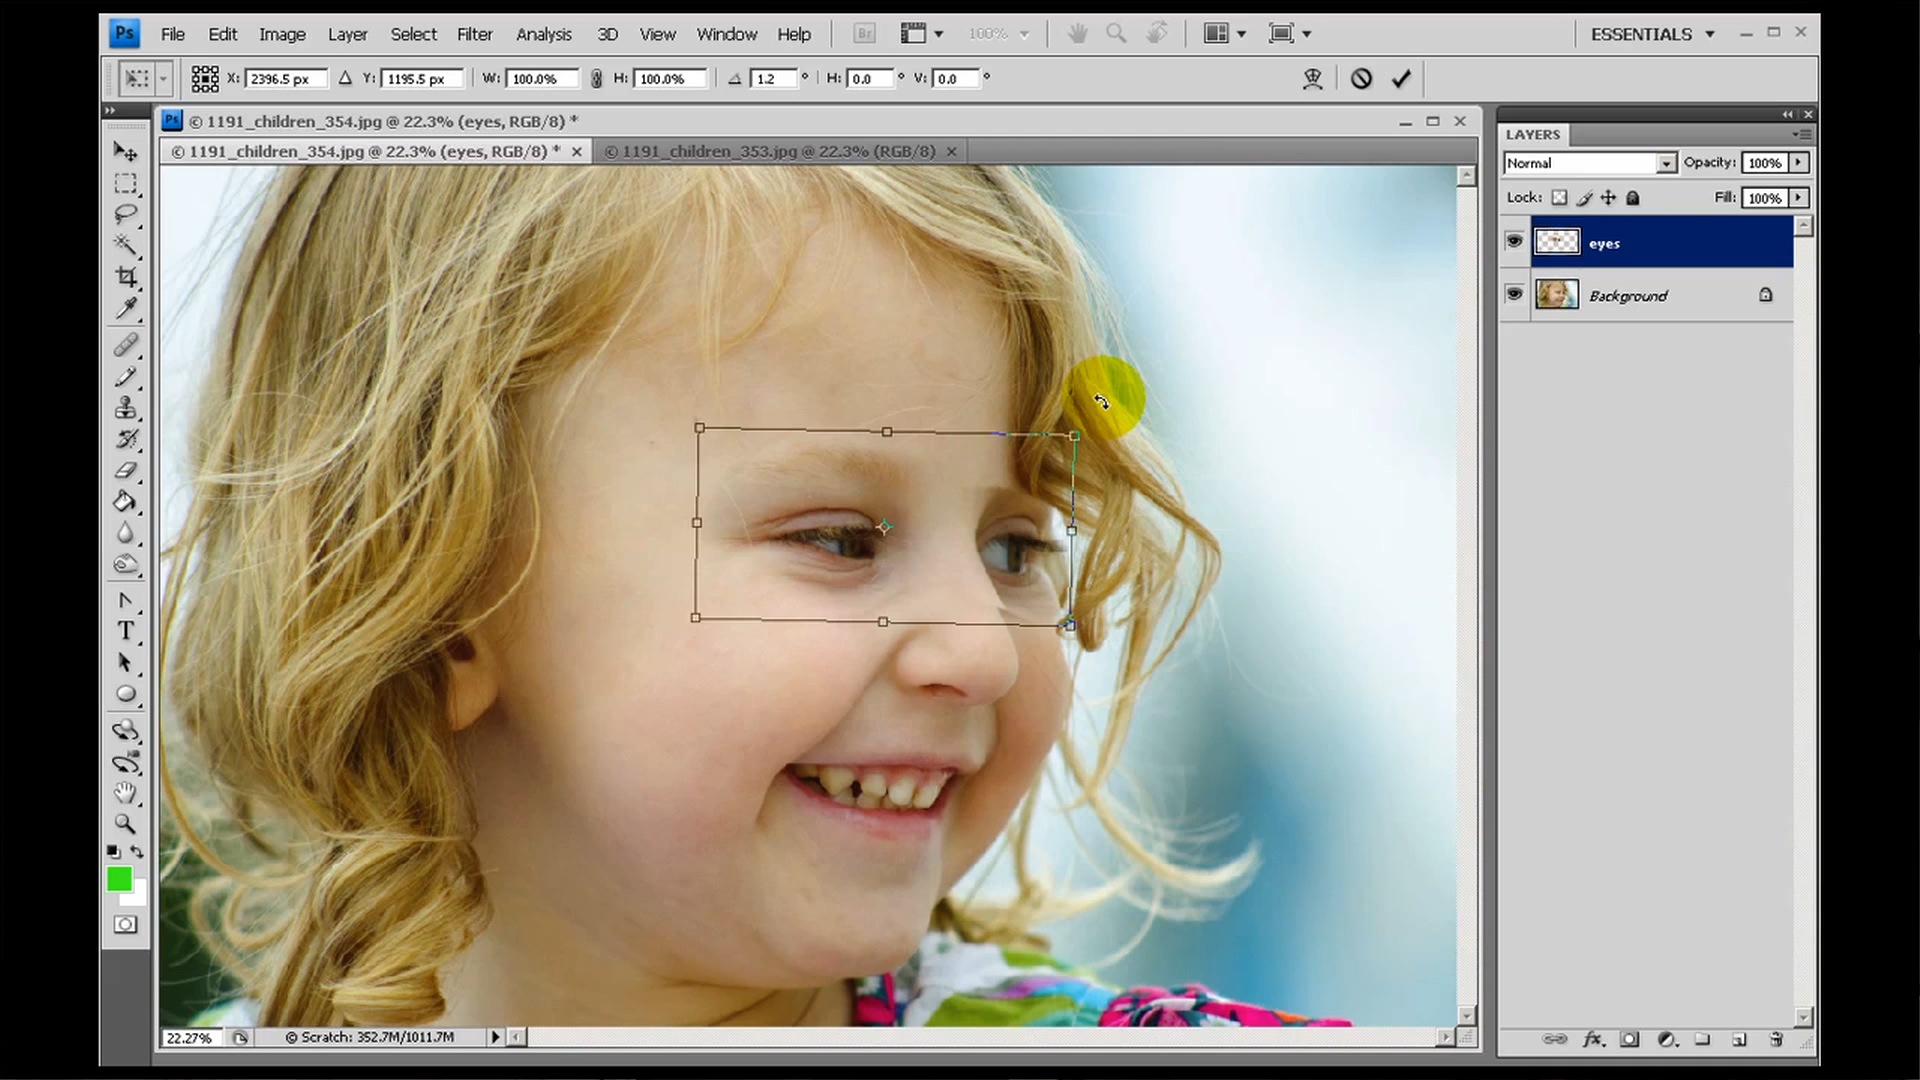 Ps File Edit Image Layer Select Filter Analysis 3D View Window Help Br 100% ESSENTIALS
X: 2396.5 px Y: 1195.5 px W: 100.0% H: 100.0% 1.2 ° H: 0.0 ° V: 0.0 °
Ps © 1191_children_354.jpg @ 22.3% (eyes, RGB/8) *
© 1191_children_354.jpg @ 22.3% (eyes, RGB/8) * × © 1191_children_353.jpg @ 22.3% (RGB/8) ×
LAYERS
Normal Opacity: 100%
Lock: Fill: 100%
eyes
Background
T
22.27% © Scratch: 352.7M/1011.7M
fx